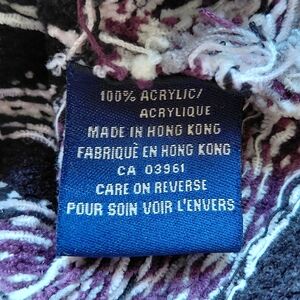 100% ACRYLIC/
ACRYLIQUE
MADE IN HONG KONG
FABRIQUÈ EN HONG KONG
CA 03961
CARE ON REVERSE
POUR SOIN VOIR L'ENVERS